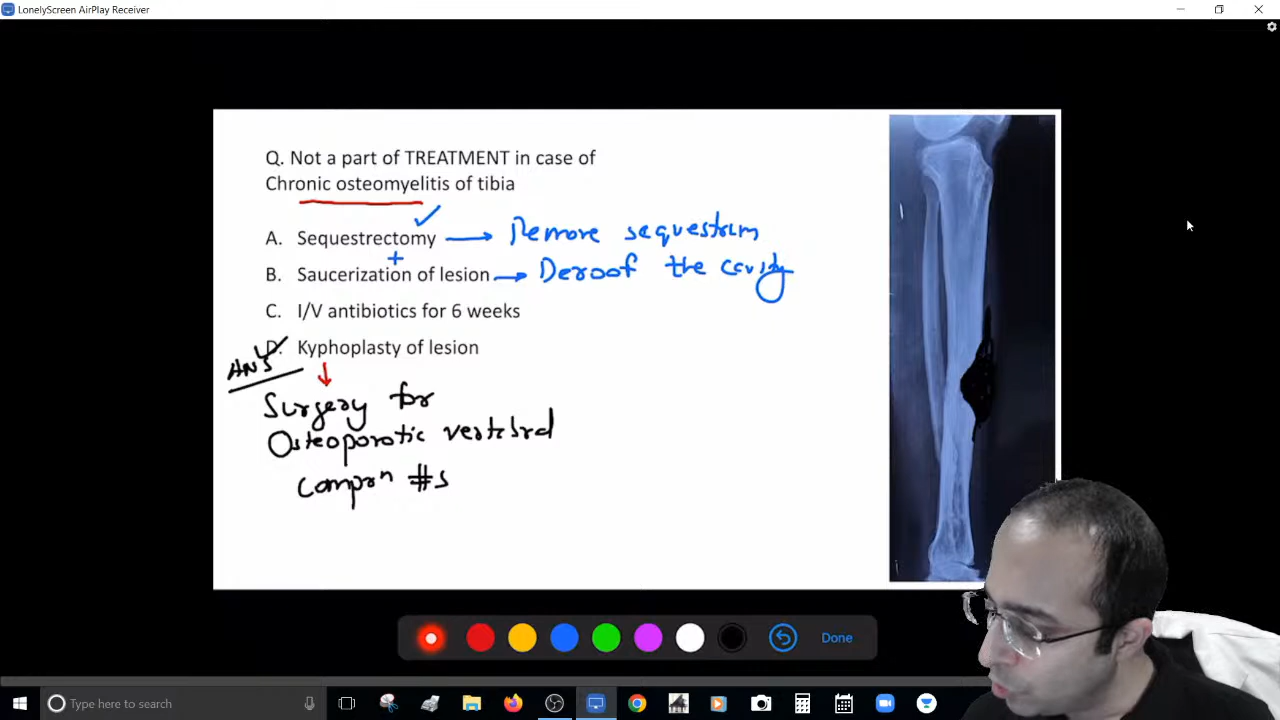 LonelyScreen AirPlay Receiver
Q. Not a part of TREATMENT in case of
Chronic osteomyelitis of tibia
A. Sequestrectomy → Remove sequestrum
+
B. Saucerization of lesion → Deroof the cavity
C. I/V antibiotics for 6 weeks
ANS D. Kyphoplasty of lesion
Surgery for
Osteoporotic vertebral
comprn #s
Done
Type here to search